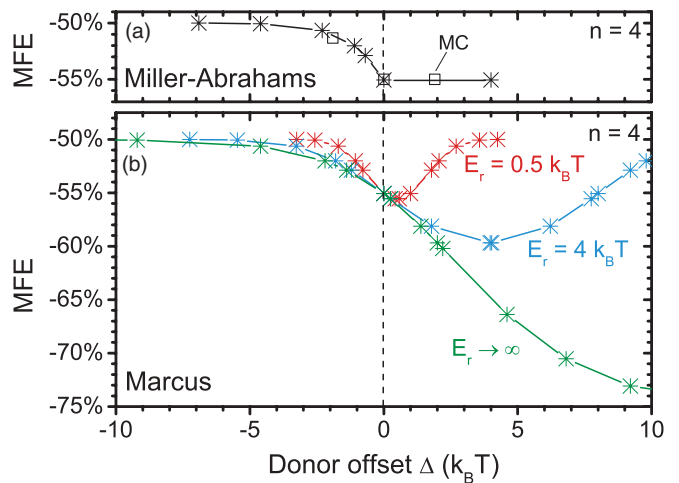 -50%
(a)
MC
n = 4
MFE
-55%
Miller-Abrahams
-50%
n = 4
(b)
E_r = 0.5 k_BT
-55%
-60%
E_r = 4 k_BT
MFE
-65%
E_r → ∞
-70%
Marcus
-75%
-10 -5 0 5 10
Donor offset Δ (k_BT)